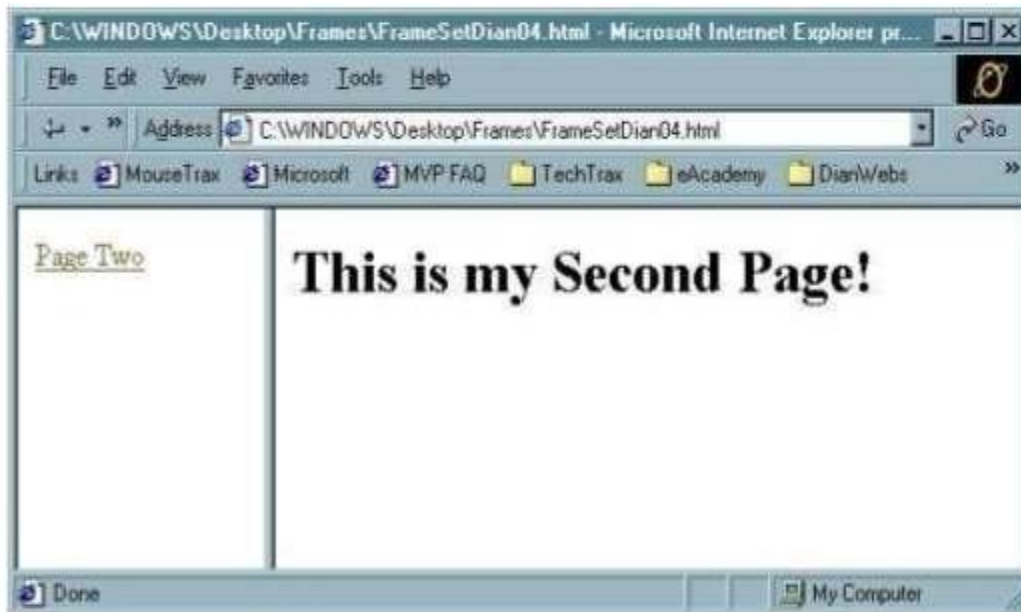 C:\WINDOWS\Desktop\Frames\FrameSetDian04.html - Microsoft Internet Explorer pr...
File Edit View Favorites Tools Help
» Address C:\WINDOWS\Desktop\Frames\FrameSetDian04.html Go
Links MouseTrax Microsoft MVP FAQ TechTrax eAcademy DianWebs »
Page Two
This is my Second Page!
Done My Computer